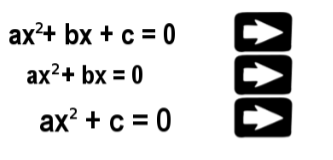 ax²+ bx + c = 0
ax²+ bx = 0
ax² + c = 0